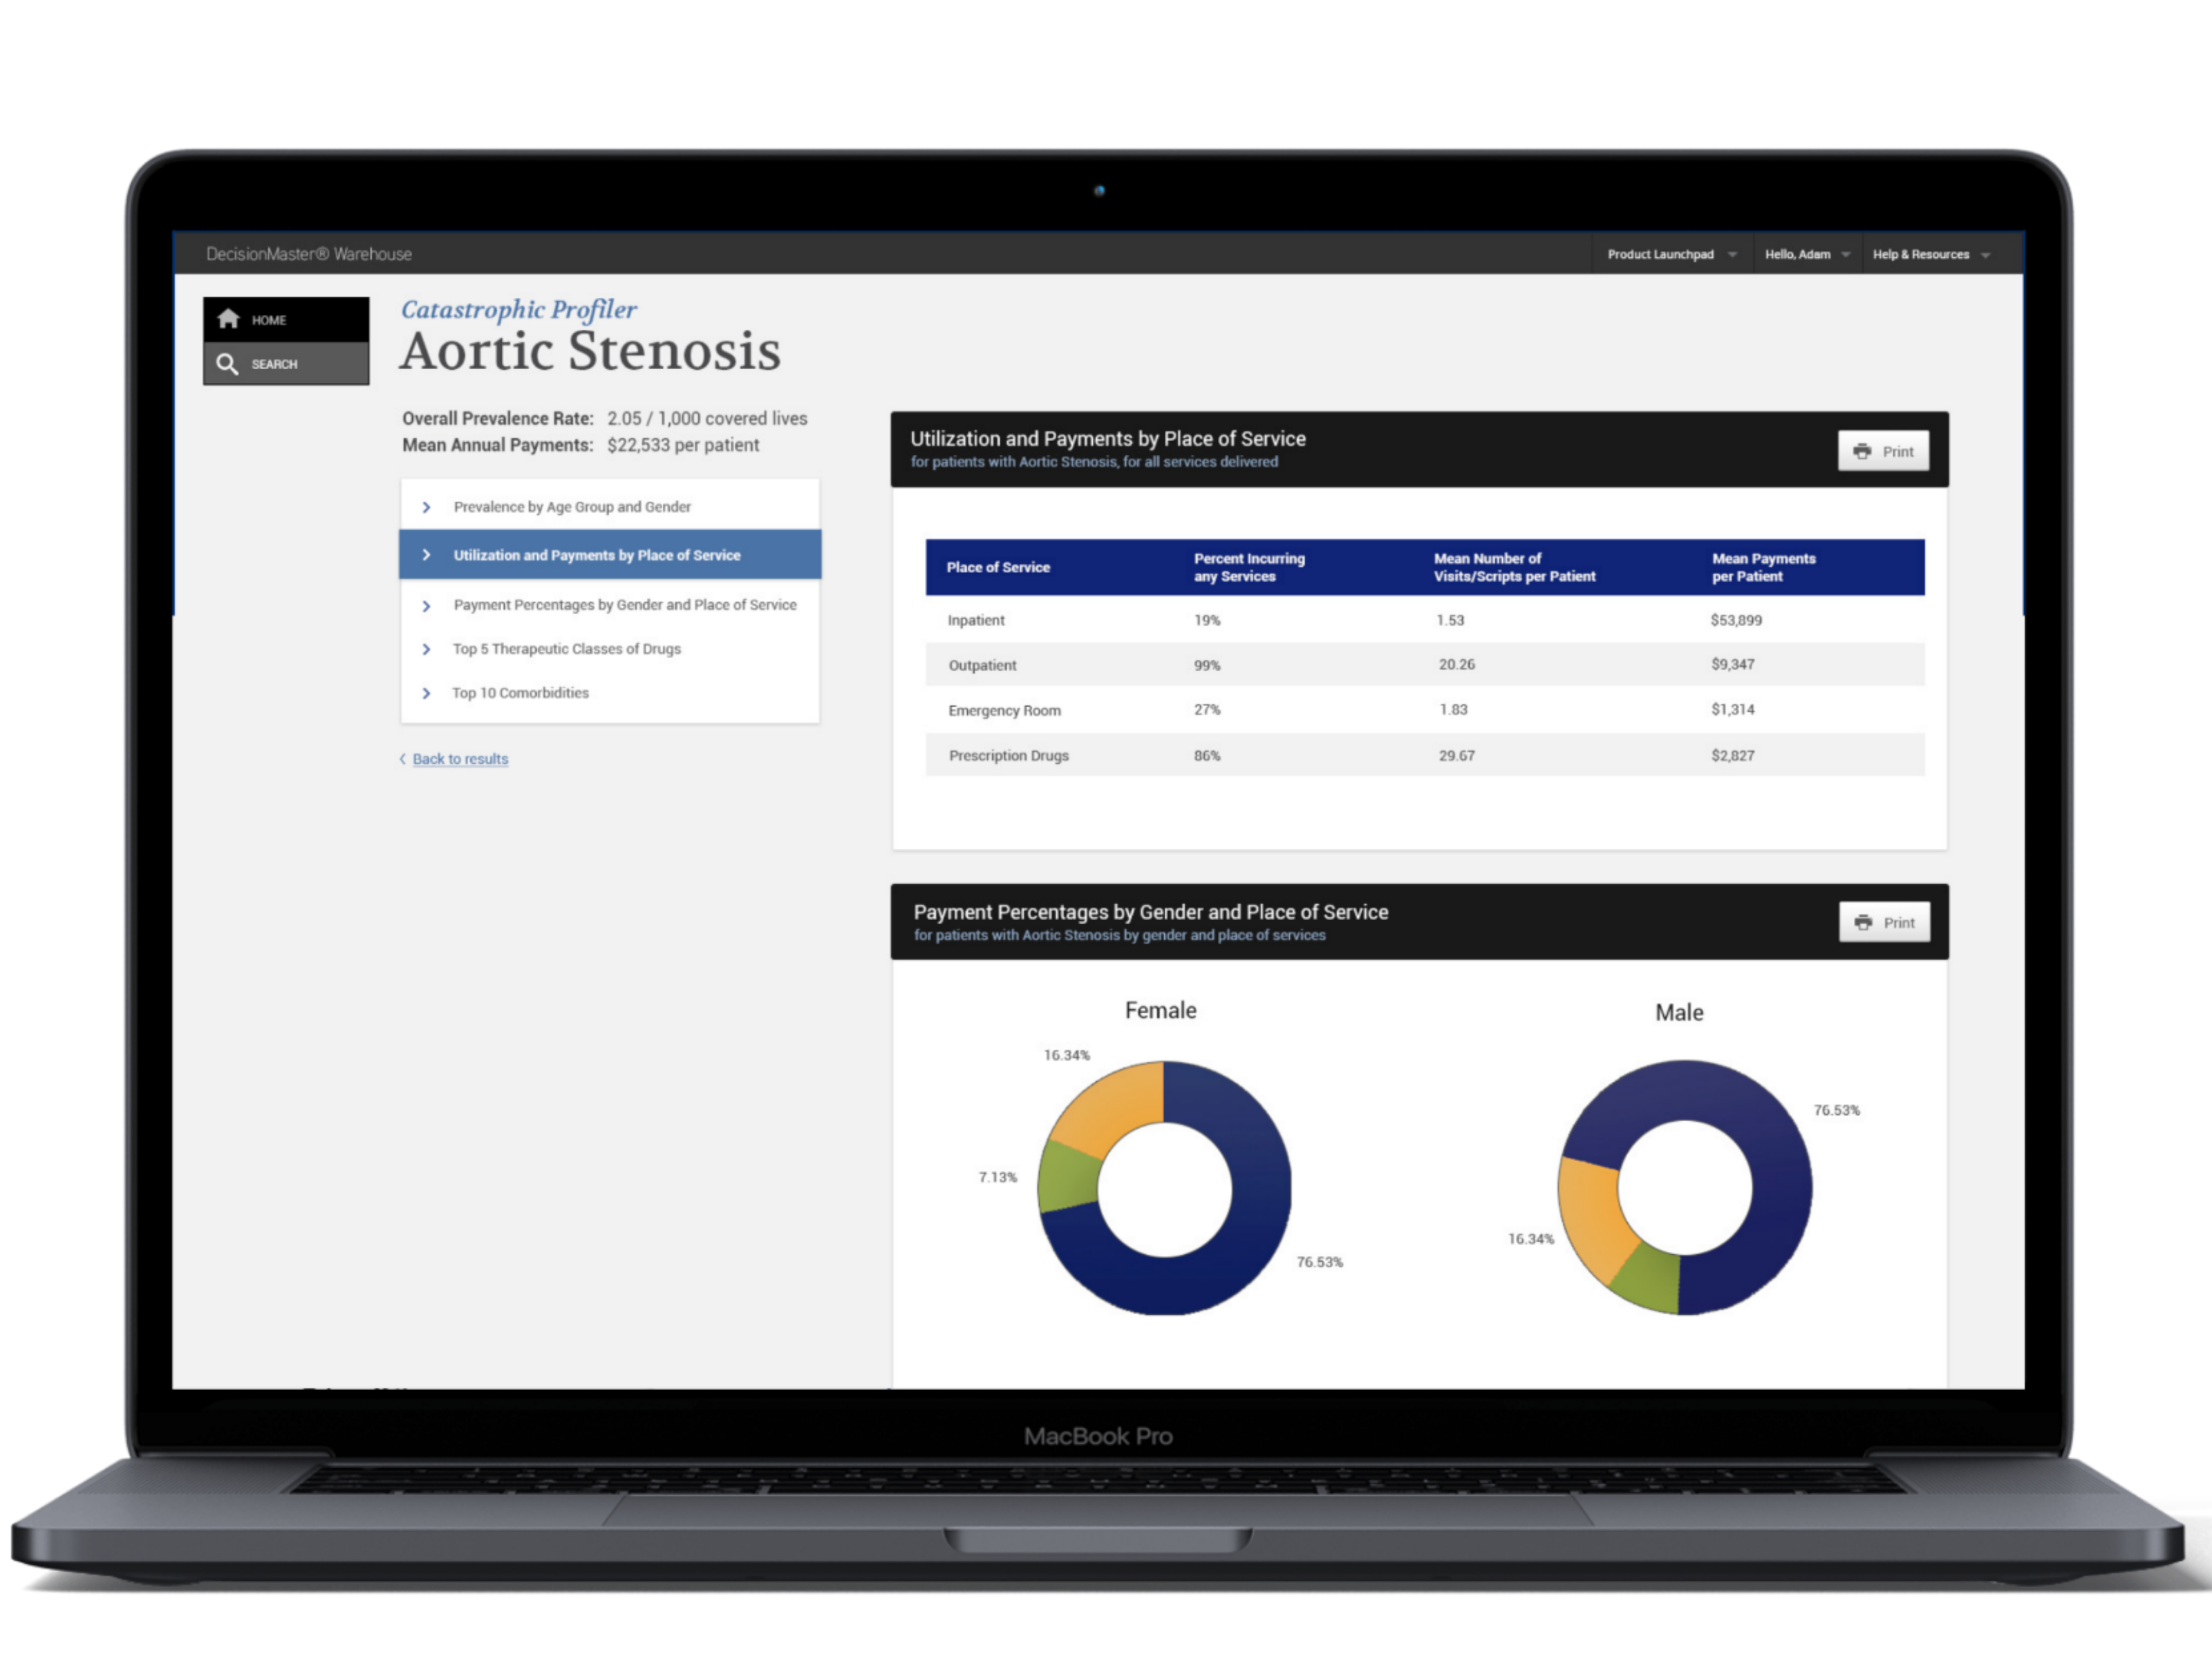 DecisionMaster® Warehouse
Product Launchpad
Hello, Adam
Help & Resources
HOME
SEARCH
Catastrophic Profiler
Aortic Stenosis
Overall Prevalence Rate: 2.05 / 1,000 covered lives
Mean Annual Payments: $22,533 per patient
Prevalence by Age Group and Gender
Utilization and Payments by Place of Service
Payment Percentages by Gender and Place of Service
Top 5 Therapeutic Classes of Drugs
Top 10 Comorbidities
< Back to results
Utilization and Payments by Place of Service
for patients with Aortic Stenosis, for all services delivered
Print
Place of Service
Percent Incurring
any Services
Mean Number of
Visits/Scripts per Patient
Mean Payments
per Patient
Inpatient 19% 1.53 $53,899
Outpatient 99% 20.26 $9,347
Emergency Room 27% 1.83 $1,314
Prescription Drugs 86% 29.67 $2,827
Payment Percentages by Gender and Place of Service
for patients with Aortic Stenosis by gender and place of services
Print
Female
16.34%
7.13%
76.53%
Male
76.53%
16.34%
MacBook Pro